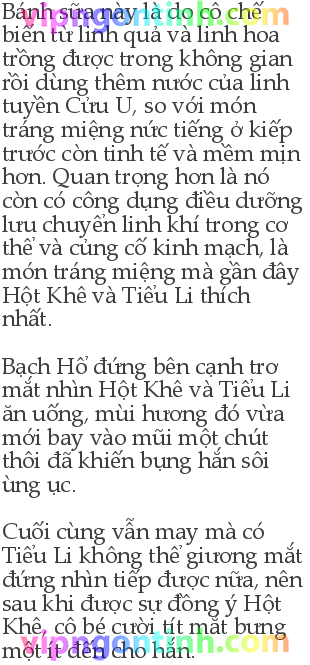 Bánh sữa này là do cô chế
biến từ linh quả và linh hoa
trồng được trong không gian
rồi dùng thêm nước của linh
tuyền Cửu U, so với món
tráng miệng nức tiếng ở kiếp
trước còn tinh tế và mềm mịn
hơn. Quan trọng hơn là nó
còn có công dụng điều dưỡng
lưu chuyển linh khí trong cơ
thể và củng cố kinh mạch, là
món tráng miệng mà gần đây
Hột Khê và Tiểu Li thích
nhất.
Bạch Hổ đứng bên cạnh trơ
mắt nhìn Hột Khê và Tiểu Li
ăn uống, mùi hương đó vừa
mới bay vào mũi một chút
thôi đã khiến bụng hắn sôi
ùng ục.
Cuối cùng vẫn may mà có
Tiểu Li không thể giương mắt
đứng nhìn tiếp được nữa, nên
sau khi được sự đồng ý Hột
Khê, cô bé cười tít mắt bưng
một ít đến cho hắn.
vipngontinh.com
vipngontinh.com